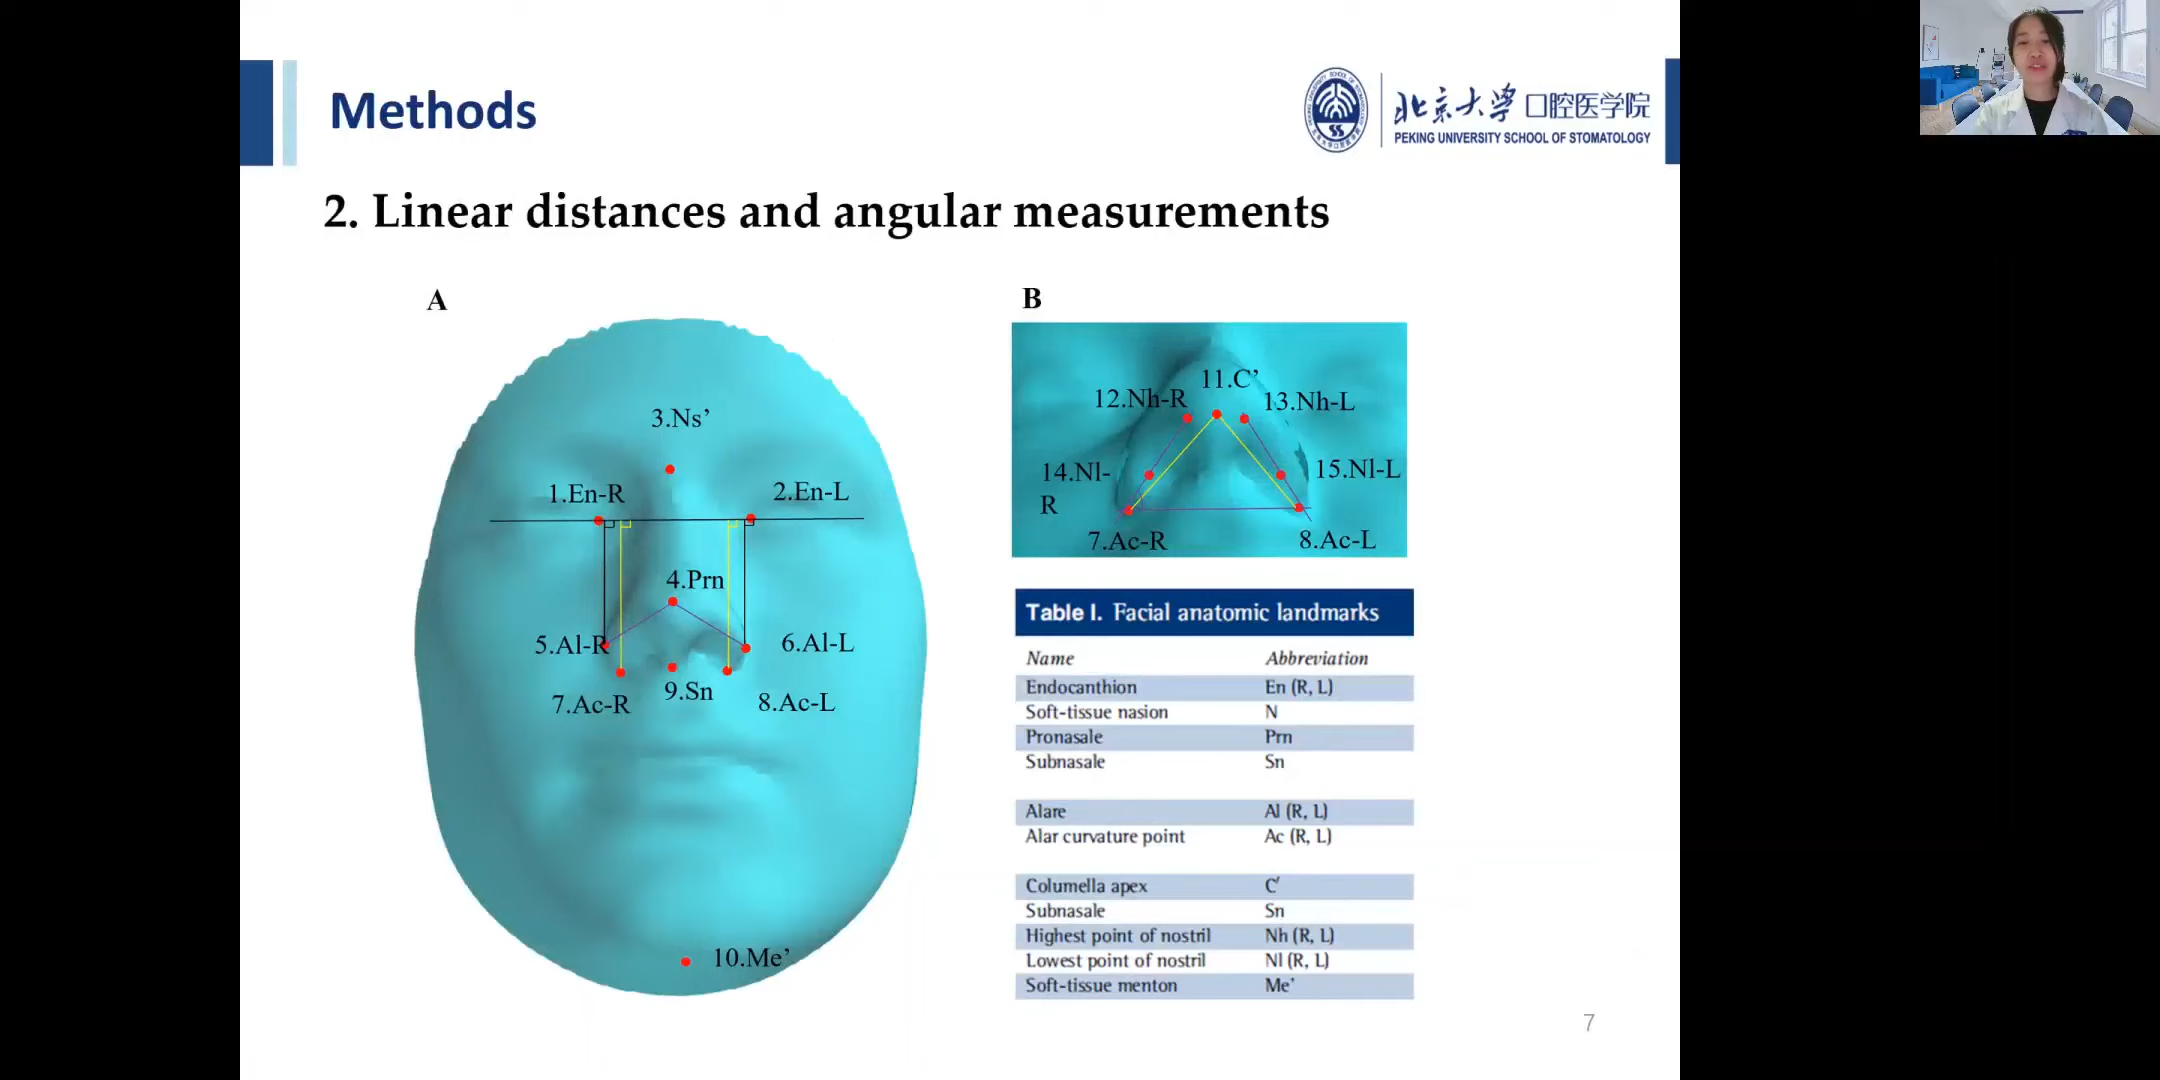 Methods
北京大学口腔医学院
PEKING UNIVERSITY SCHOOL OF STOMATOLOGY
2. Linear distances and angular measurements
A
3.Ns’
1.En-R
2.En-L
4.Prn
5.Al-R
6.Al-L
7.Ac-R
9.Sn
8.Ac-L
10.Me’
B
11.C’
12.Nh-R
13.Nh-L
14.Nl-
R
15.Nl-L
7.Ac-R
8.Ac-L
Table I. Facial anatomic landmarks
Name Abbreviation
Endocanthion En (R, L)
Soft-tissue nasion N
Pronasale Prn
Subnasale Sn
Alare Al (R, L)
Alar curvature point Ac (R, L)
Columella apex C′
Subnasale Sn
Highest point of nostril Nh (R, L)
Lowest point of nostril Nl (R, L)
Soft-tissue menton Me’
7